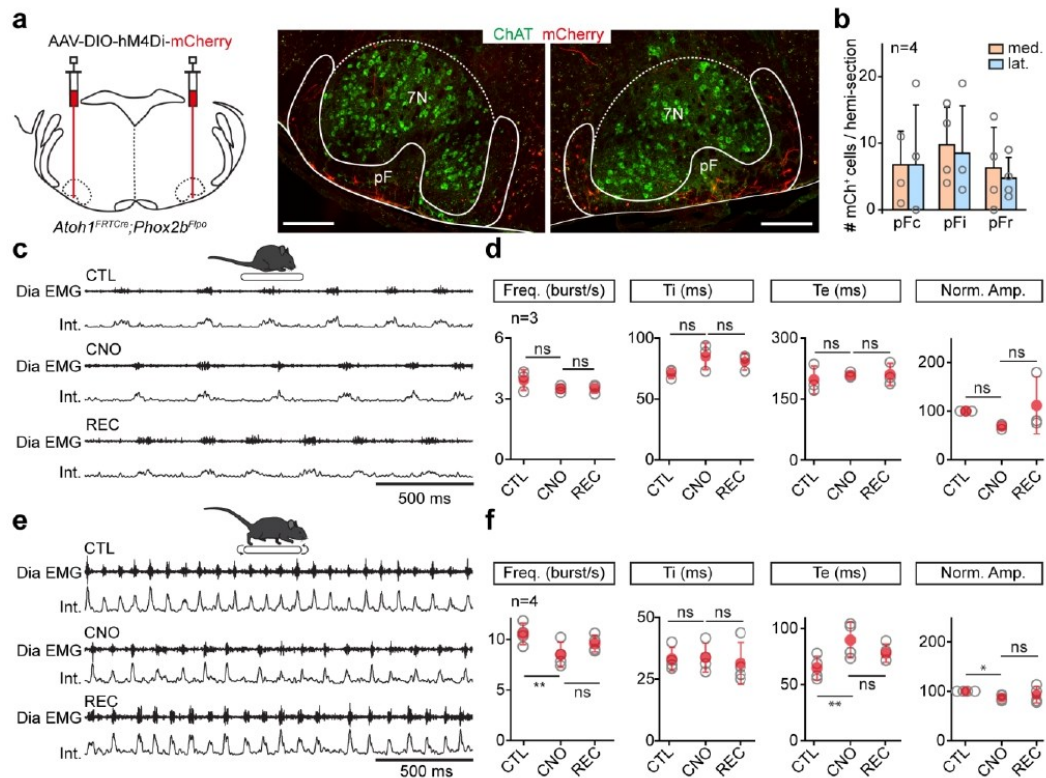 a
AAV-DIO-hM4Di-mCherry
Atoh1FRTCre;Phox2bFlpo
ChAT mCherry
7N
pF
7N
pF
b
n=4
med.
lat.
# mCh+ cells / hemi-section
20
10
0
pFc pFi pFr
c
CTL
Dia EMG
Int.
CNO
Dia EMG
Int.
REC
Dia EMG
Int.
500 ms
d
Freq. (burst/s) Ti (ms) Te (ms) Norm. Amp.
n=3
6
3
0
ns
ns
CTL CNO REC
100
50
0
ns ns
CTL CNO REC
300
150
0
ns ns
CTL CNO REC
200
100
0
ns
ns
CTL CNO REC
e
CTL
Dia EMG
Int.
CNO
Dia EMG
Int.
REC
Dia EMG
Int.
500 ms
f
Freq. (burst/s) Ti (ms) Te (ms) Norm. Amp.
n=4
10
5
0
**
ns
CTL CNO REC
50
25
0
ns ns
CTL CNO REC
100
50
0
**
ns
CTL CNO REC
200
100
0
*
ns
CTL CNO REC